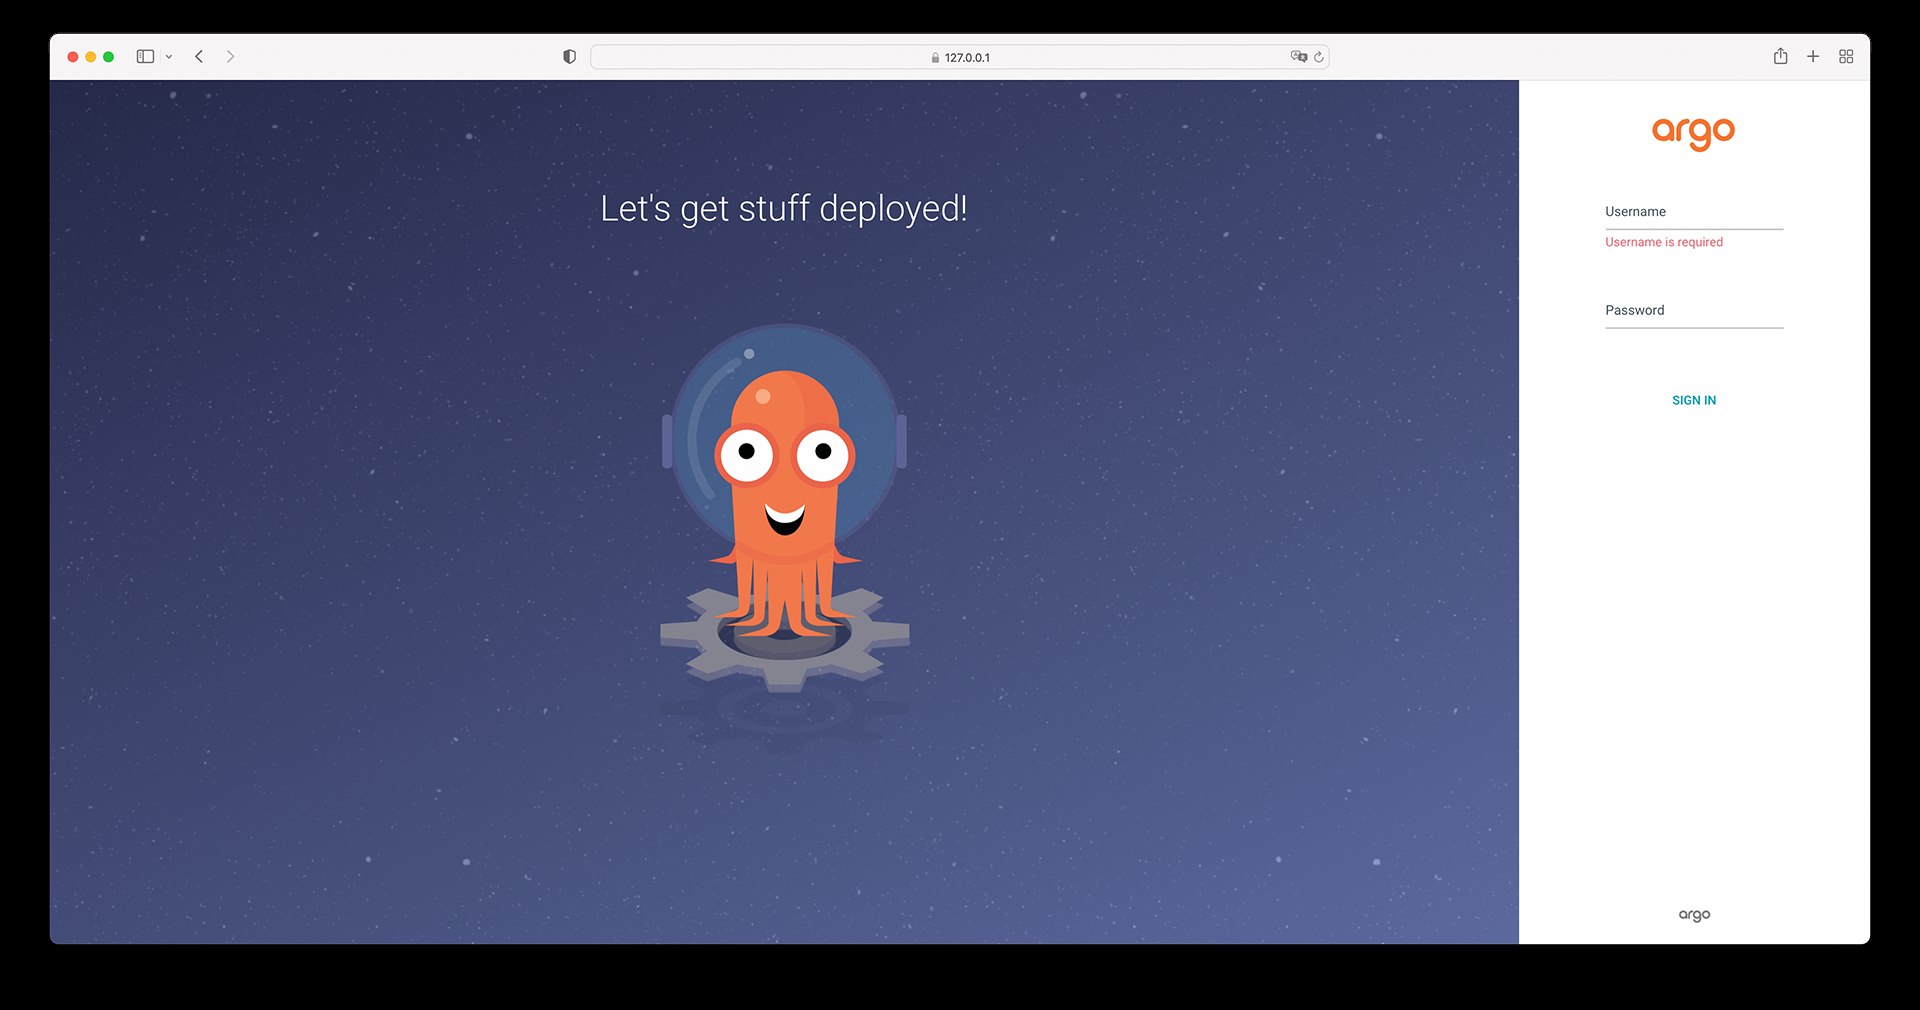 127.0.0.1
Let's get stuff deployed!
argo
Username
Username is required
Password
SIGN IN
argo